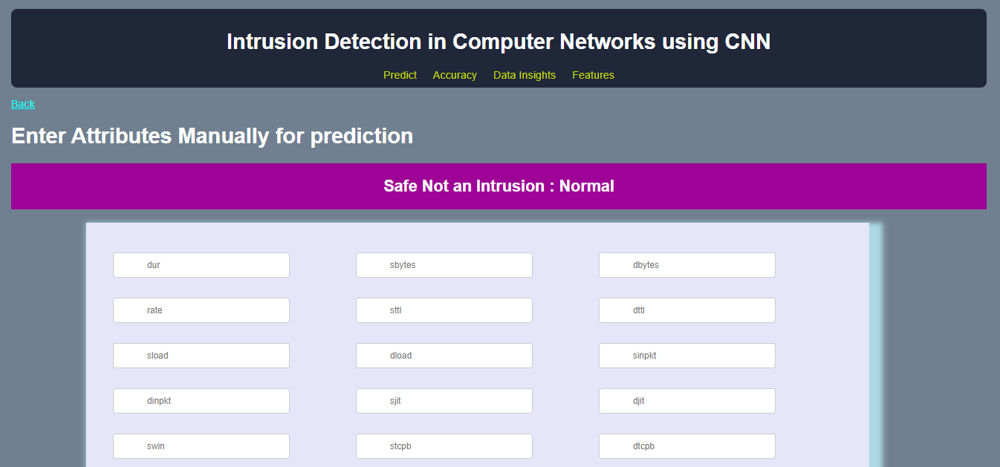 Intrusion Detection in Computer Networks using CNN
Predict Accuracy Data Insights Features
Back
Enter Attributes Manually for prediction
Safe Not an Intrusion : Normal
dur sbytes dbytes
rate sttl dttl
sload dload sinpkt
dinpkt sjit djit
swin stcpb dtcpb